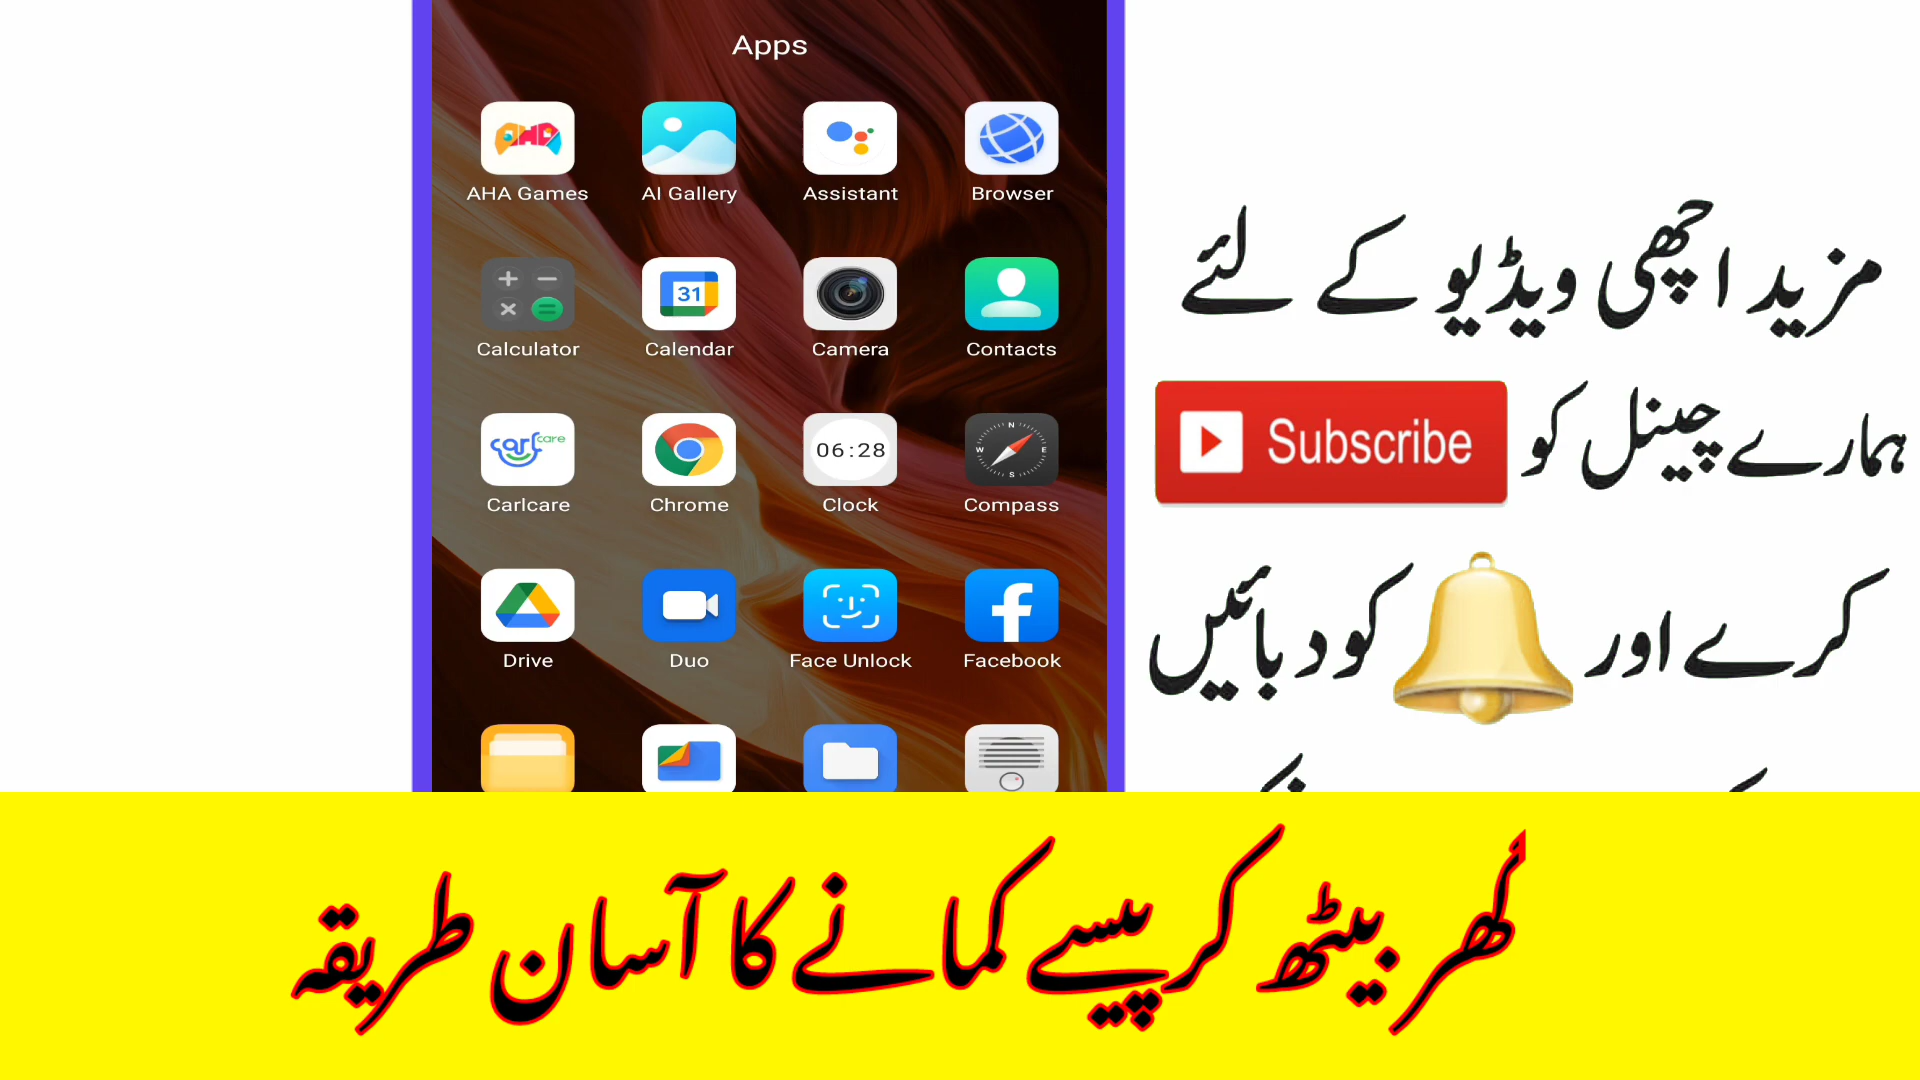 Apps
AHA Games AI Gallery Assistant Browser
Calculator 31 Calendar Camera Contacts
carlcare Carlcare Chrome 06:28 Clock N W E S Compass
Drive Duo Face Unlock Facebook
مزید اچھی ویڈیو کے لئے
ہمارے چینل کو Subscribe
کرے اور کو دبائیں
گھر بیٹھ کر پیسے کمانے کا آسان طریقہ